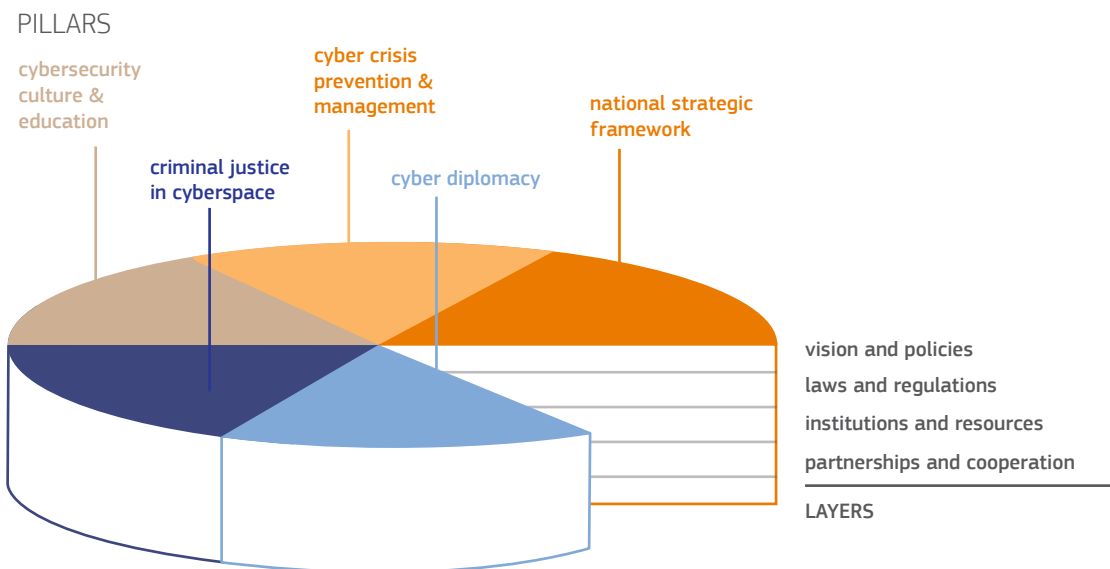 PILLARS
cybersecurity
culture &
education
cyber crisis
prevention &
management
national strategic
framework
criminal justice
in cyberspace
cyber diplomacy
vision and policies
laws and regulations
institutions and resources
partnerships and cooperation
LAYERS